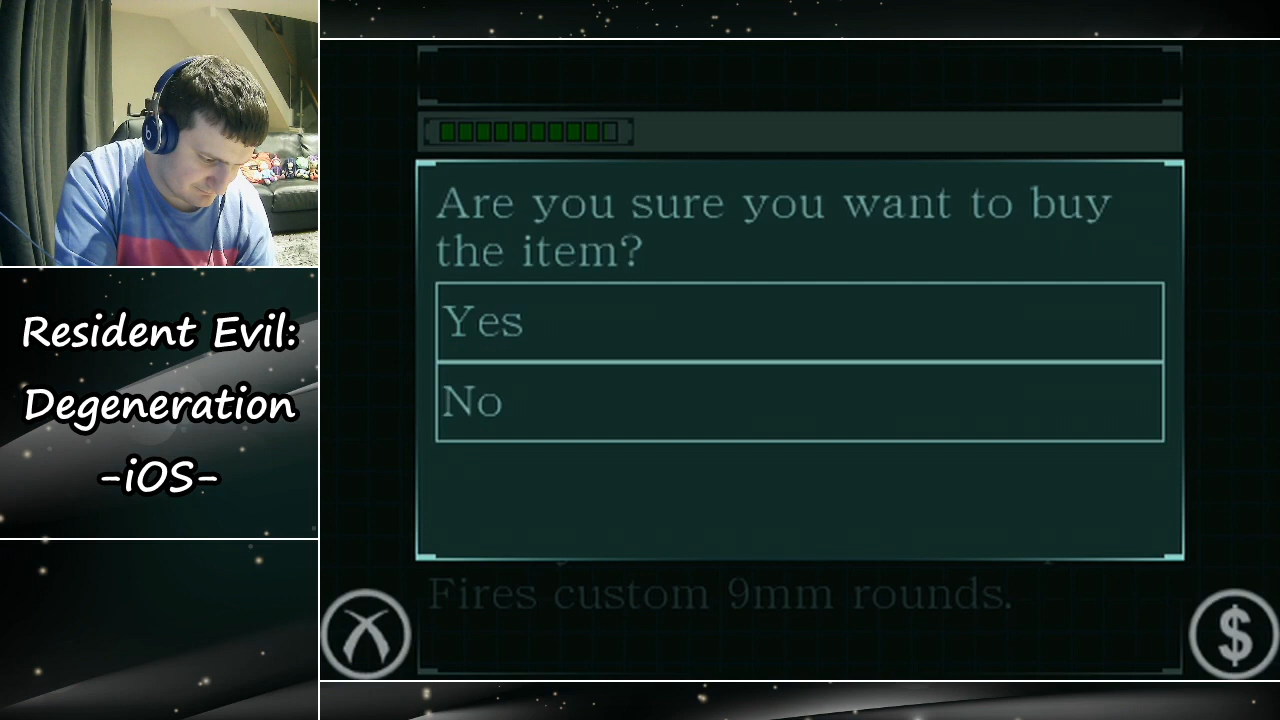 Resident Evil:
Degeneration
-iOS-
Are you sure you want to buy
the item?
Yes
No
Fires custom 9mm rounds.
$